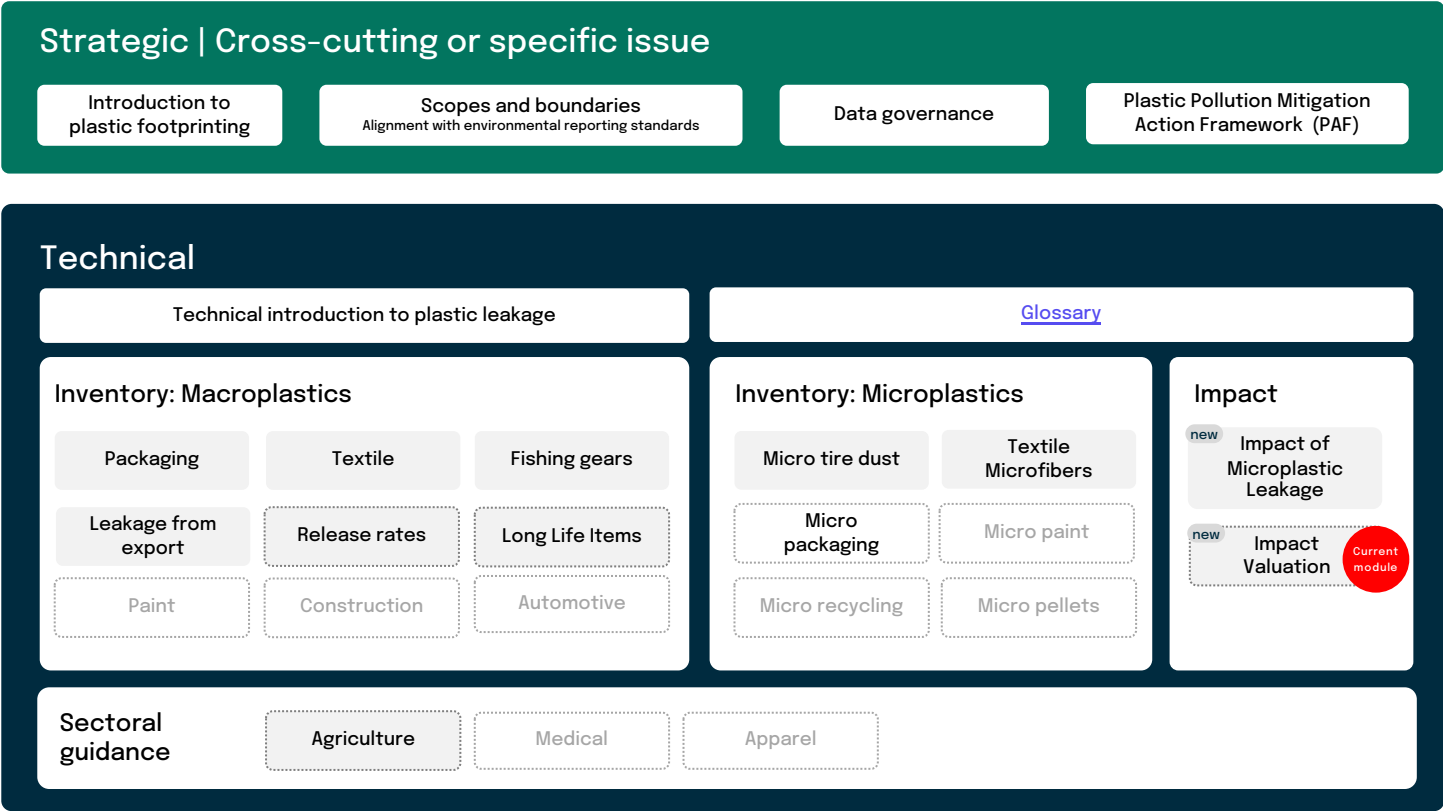 Strategic | Cross-cutting or specific issue
Introduction to
plastic footprinting
Scopes and boundaries
Alignment with environmental reporting standards
Data governance
Plastic Pollution Mitigation
Action Framework (PAF)
Technical
Technical introduction to plastic leakage
Glossary
Inventory: Macroplastics
Packaging
Textile
Fishing gears
Leakage from
export
Release rates
Long Life Items
Paint
Construction
Automotive
Inventory: Microplastics
Micro tire dust
Textile
Microfibers
Micro
packaging
Micro paint
Micro recycling
Micro pellets
Impact
new
Impact of
Microplastic
Leakage
new
Impact
Valuation
Current
module
Sectoral
guidance
Agriculture
Medical
Apparel